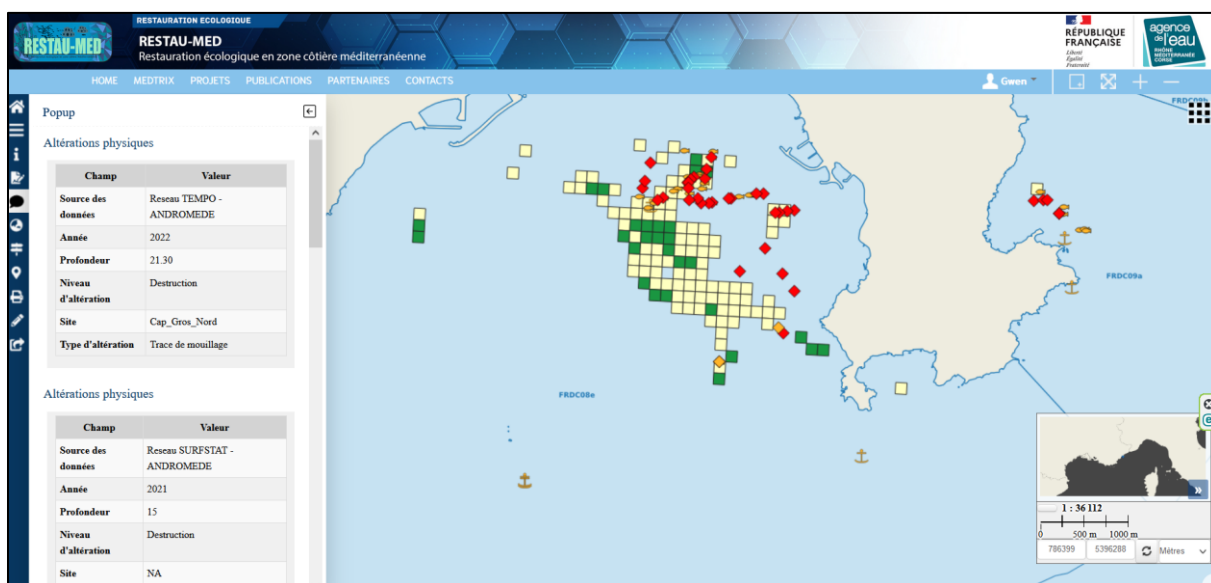 RESTAURATION ECOLOGIQUE
RESTAU-MED
RESTAU-MED
Restauration écologique en zone côtière méditerranéenne
RÉPUBLIQUE
FRANÇAISE
Liberté
Égalité
Fraternité
agence
de l'eau
RHÔNE
MÉDITERRANÉE
CORSE
HOME MEDTRIX PROJETS PUBLICATIONS PARTENAIRES CONTACTS
Gwen
Popup
Altérations physiques
Champ Valeur
Source des données Reseau TEMPO - ANDROMEDE
Année 2022
Profondeur 21.30
Niveau d'altération Destruction
Site Cap_Gros_Nord
Type d'altération Trace de mouillage
Altérations physiques
Champ Valeur
Source des données Reseau SURFSTAT - ANDROMEDE
Année 2021
Profondeur 15
Niveau d'altération Destruction
Site NA
FRDC09a
FRDC08e
1 : 36 112
0 500 m 1000 m
786399 5396288 Mètres